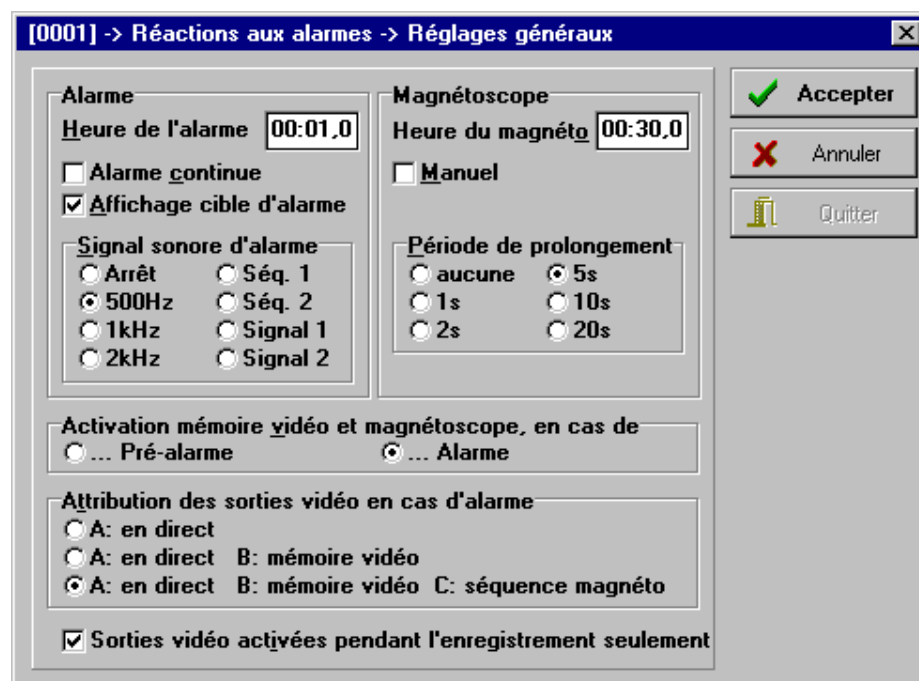 [0001] -> Réactions aux alarmes -> Réglages généraux
Alarme
Heure de l'alarme 00:01,0
Alarme continue
Affichage cible d'alarme
Signal sonore d'alarme
Arrêt Séq. 1
500Hz Séq. 2
1kHz Signal 1
2kHz Signal 2
Magnétoscope
Heure du magnéto 00:30,0
Manuel
Période de prolongement
aucune 5s
1s 10s
2s 20s
Activation mémoire vidéo et magnétoscope, en cas de
... Pré-alarme ... Alarme
Attribution des sorties vidéo en cas d'alarme
A: en direct
A: en direct B: mémoire vidéo
A: en direct B: mémoire vidéo C: séquence magnéto
Sorties vidéo activées pendant l'enregistrement seulement
Accepter
Annuler
Quitter